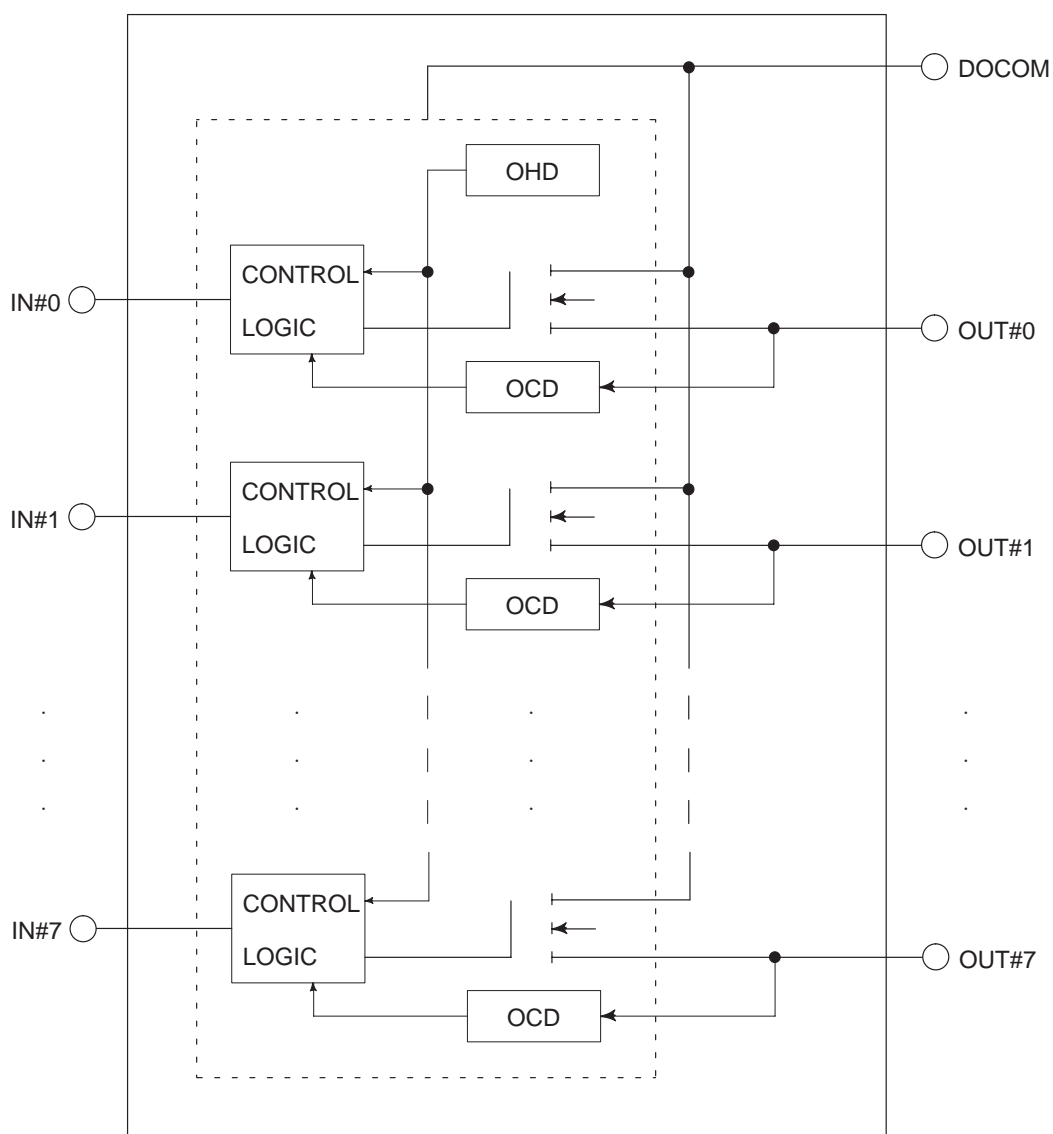 DOCOM
OHD
CONTROL
LOGIC
IN#0
OUT#0
OCD
CONTROL
LOGIC
IN#1
OUT#1
OCD
CONTROL
LOGIC
IN#7
OUT#7
OCD